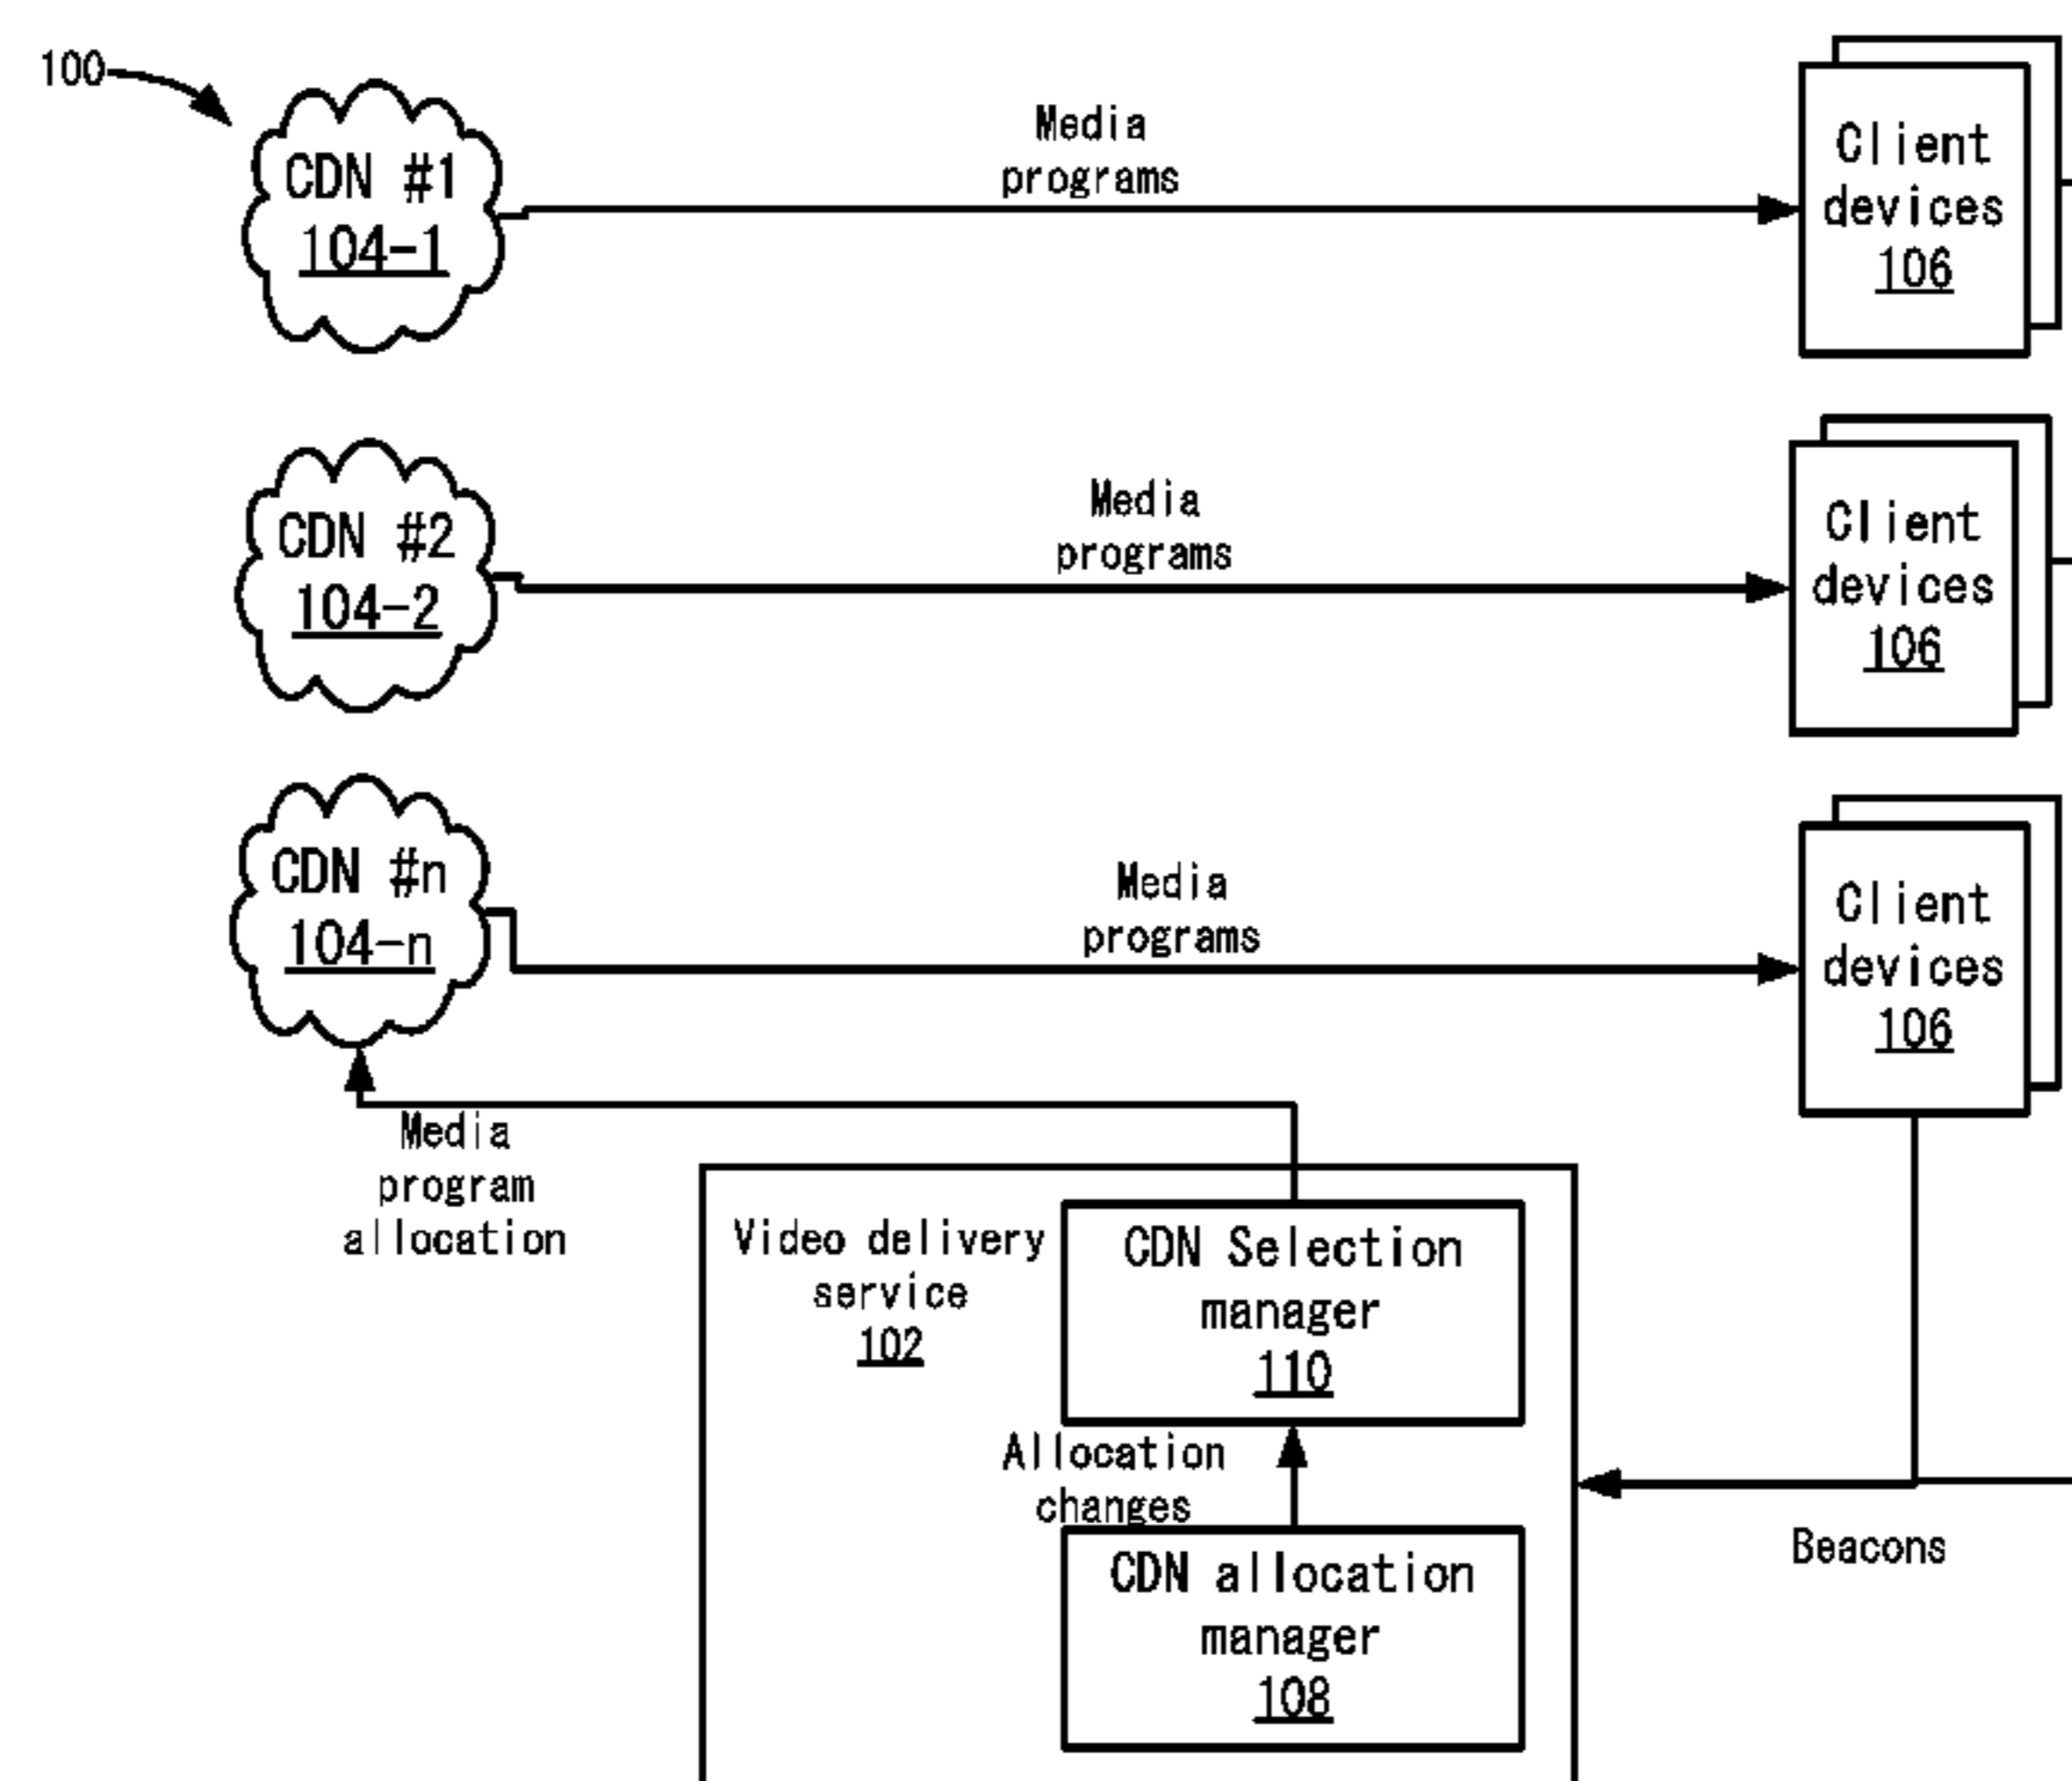 100
CDN #1
104-1
Media
programs
Client
devices
106
CDN #2
104-2
Media
programs
Client
devices
106
CDN #n
104-n
Media
programs
Client
devices
106
Media
program
allocation
Video delivery
service
102
CDN Selection
manager
110
Allocation
changes
CDN allocation
manager
108
Beacons